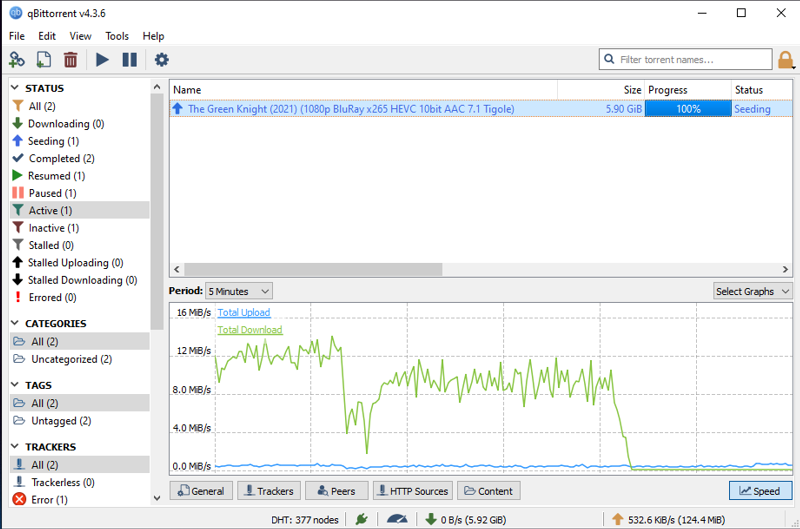 qBittorrent v4.3.6
File Edit View Tools Help
Filter torrent names...
STATUS
All (2)
Downloading (0)
Seeding (1)
Completed (2)
Resumed (1)
Paused (1)
Active (1)
Inactive (1)
Stalled (0)
Stalled Uploading (0)
Stalled Downloading (0)
Errored (0)
CATEGORIES
All (2)
Uncategorized (2)
TAGS
All (2)
Untagged (2)
TRACKERS
All (2)
Trackerless (0)
Error (1)
Name Size Progress Status
The Green Knight (2021) (1080p BluRay x265 HEVC 10bit AAC 7.1 Tigole) 5.90 GiB 100% Seeding
Period: 5 Minutes Select Graphs
16 MiB/s Total Upload
Total Download
12 MiB/s
8.0 MiB/s
4.0 MiB/s
0.0 MiB/s
General Trackers Peers HTTP Sources Content Speed
DHT: 377 nodes 0 B/s (5.92 GiB) 532.6 KiB/s (124.4 MiB)